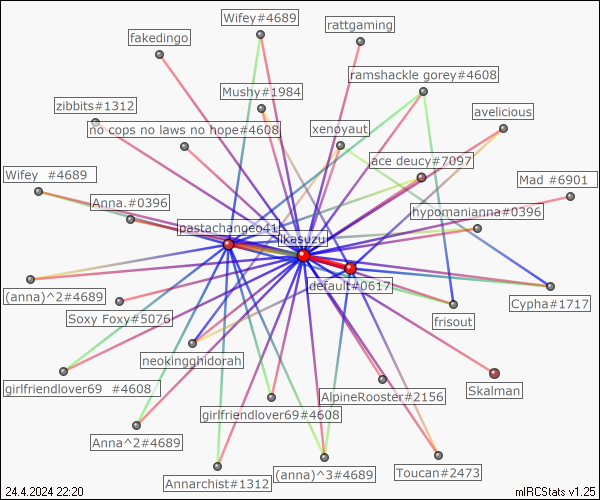 Wifey#4689
rattgaming
fakedingo
ramshackle gorey#4608
Mushy#1984
zibbits#1312
avelicious
no cops no laws no hope#4608
xenoyaut
ace deucy#7097
Wifey #4689
Mad #6901
Anna.#0396
hypomanianna#0396
pastachangeo41
ikasuzu
default#0617
(anna)^2#4689
Cypha#1717
Soxy Foxy#5076
frisout
neokingghidorah
girlfriendlover69 #4608
Skalman
AlpineRooster#2156
girlfriendlover69#4608
Anna^2#4689
Toucan#2473
(anna)^3#4689
Annarchist#1312
24.4.2024 22:20
mIRCStats v1.25